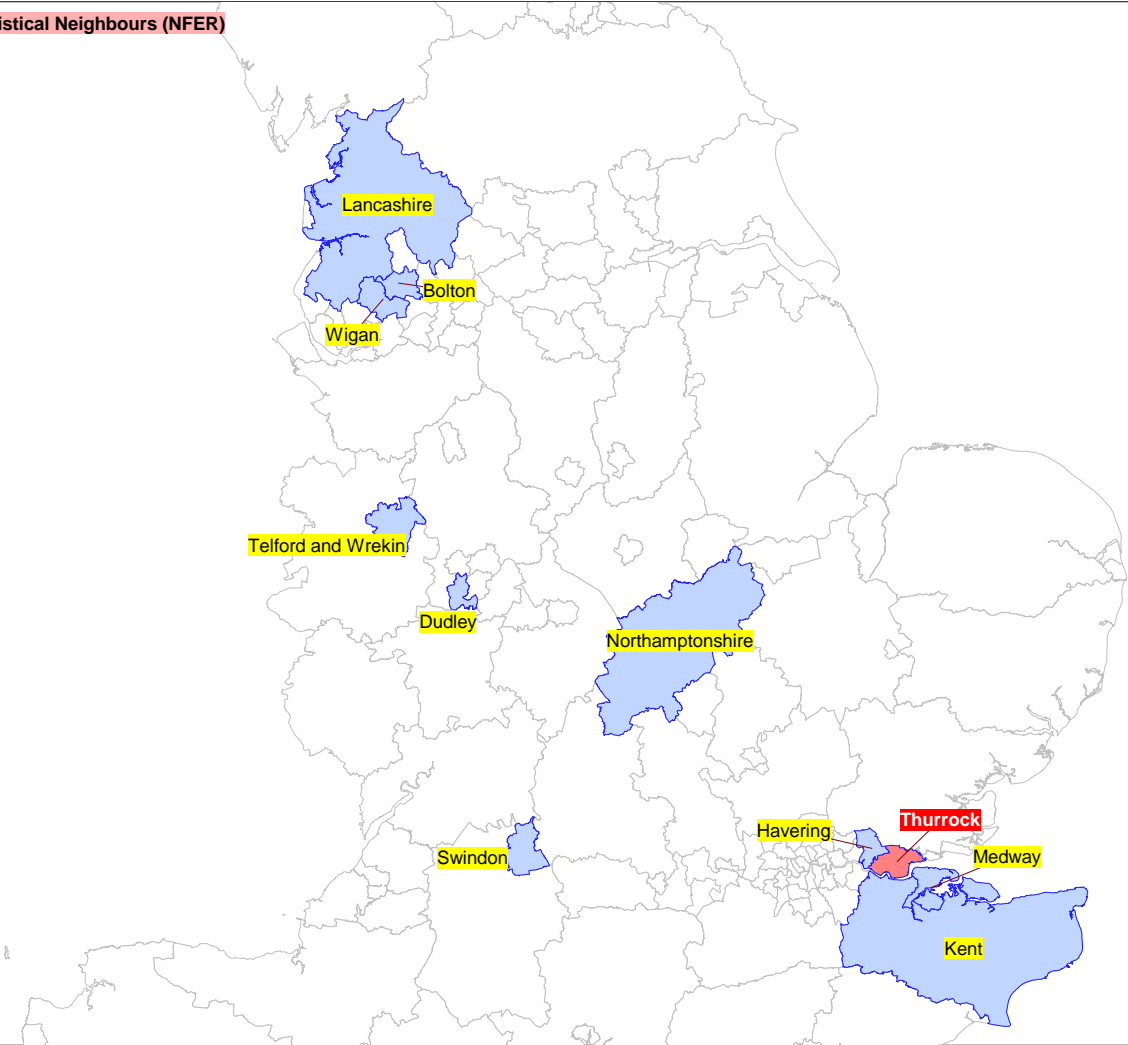 istical Neighbours (NFER)
Lancashire
Bolton
Wigan
Telford and Wrekin
Dudley
Northamptonshire
Thurrock
Havering
Medway
Swindon
Kent